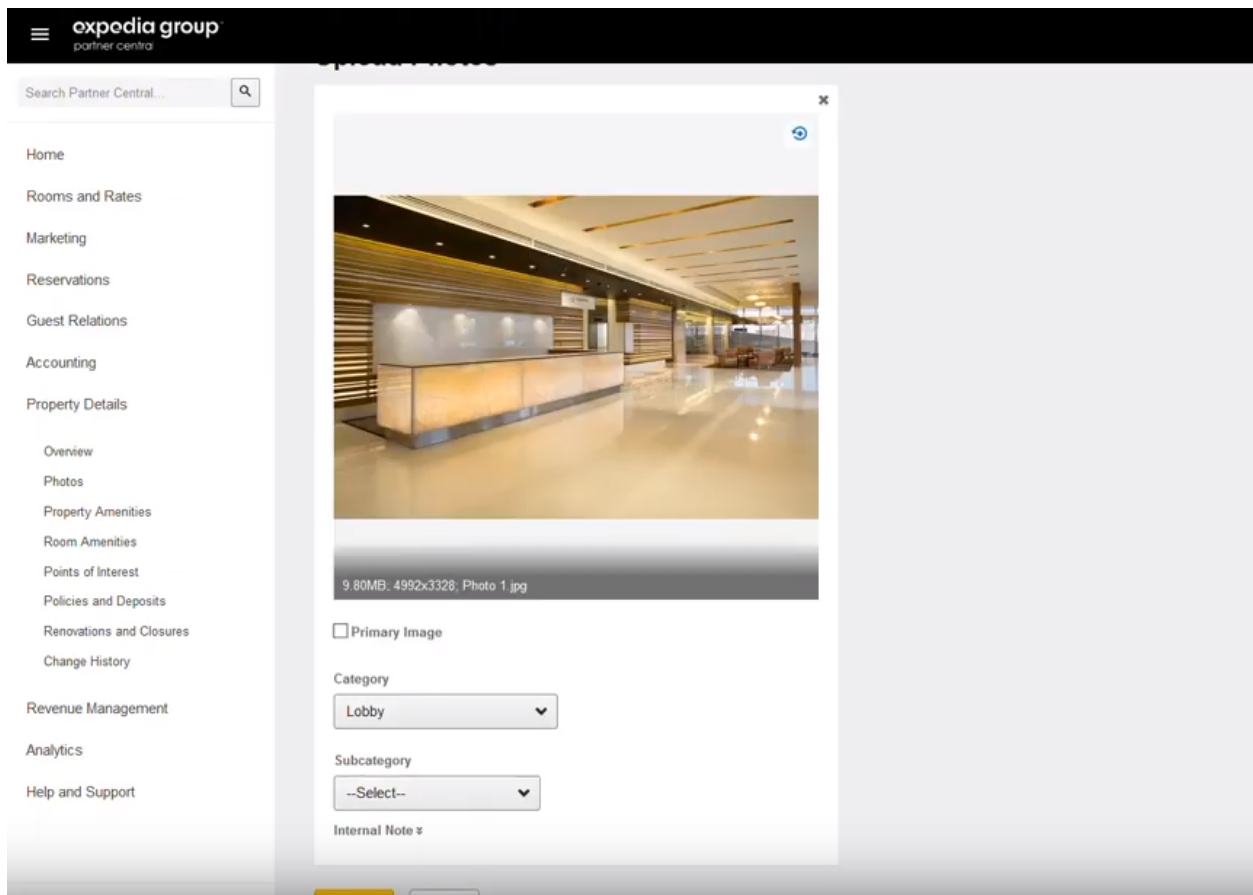 expedia group
partner central
Upload Photos
Search Partner Central...
Home
Rooms and Rates
Marketing
Reservations
Guest Relations
Accounting
Property Details
Overview
Photos
Property Amenities
Room Amenities
Points of Interest
Policies and Deposits
Renovations and Closures
Change History
Revenue Management
Analytics
Help and Support
9.80MB; 4992x3328; Photo 1.jpg
Primary Image
Category
Lobby
Subcategory
--Select--
Internal Note